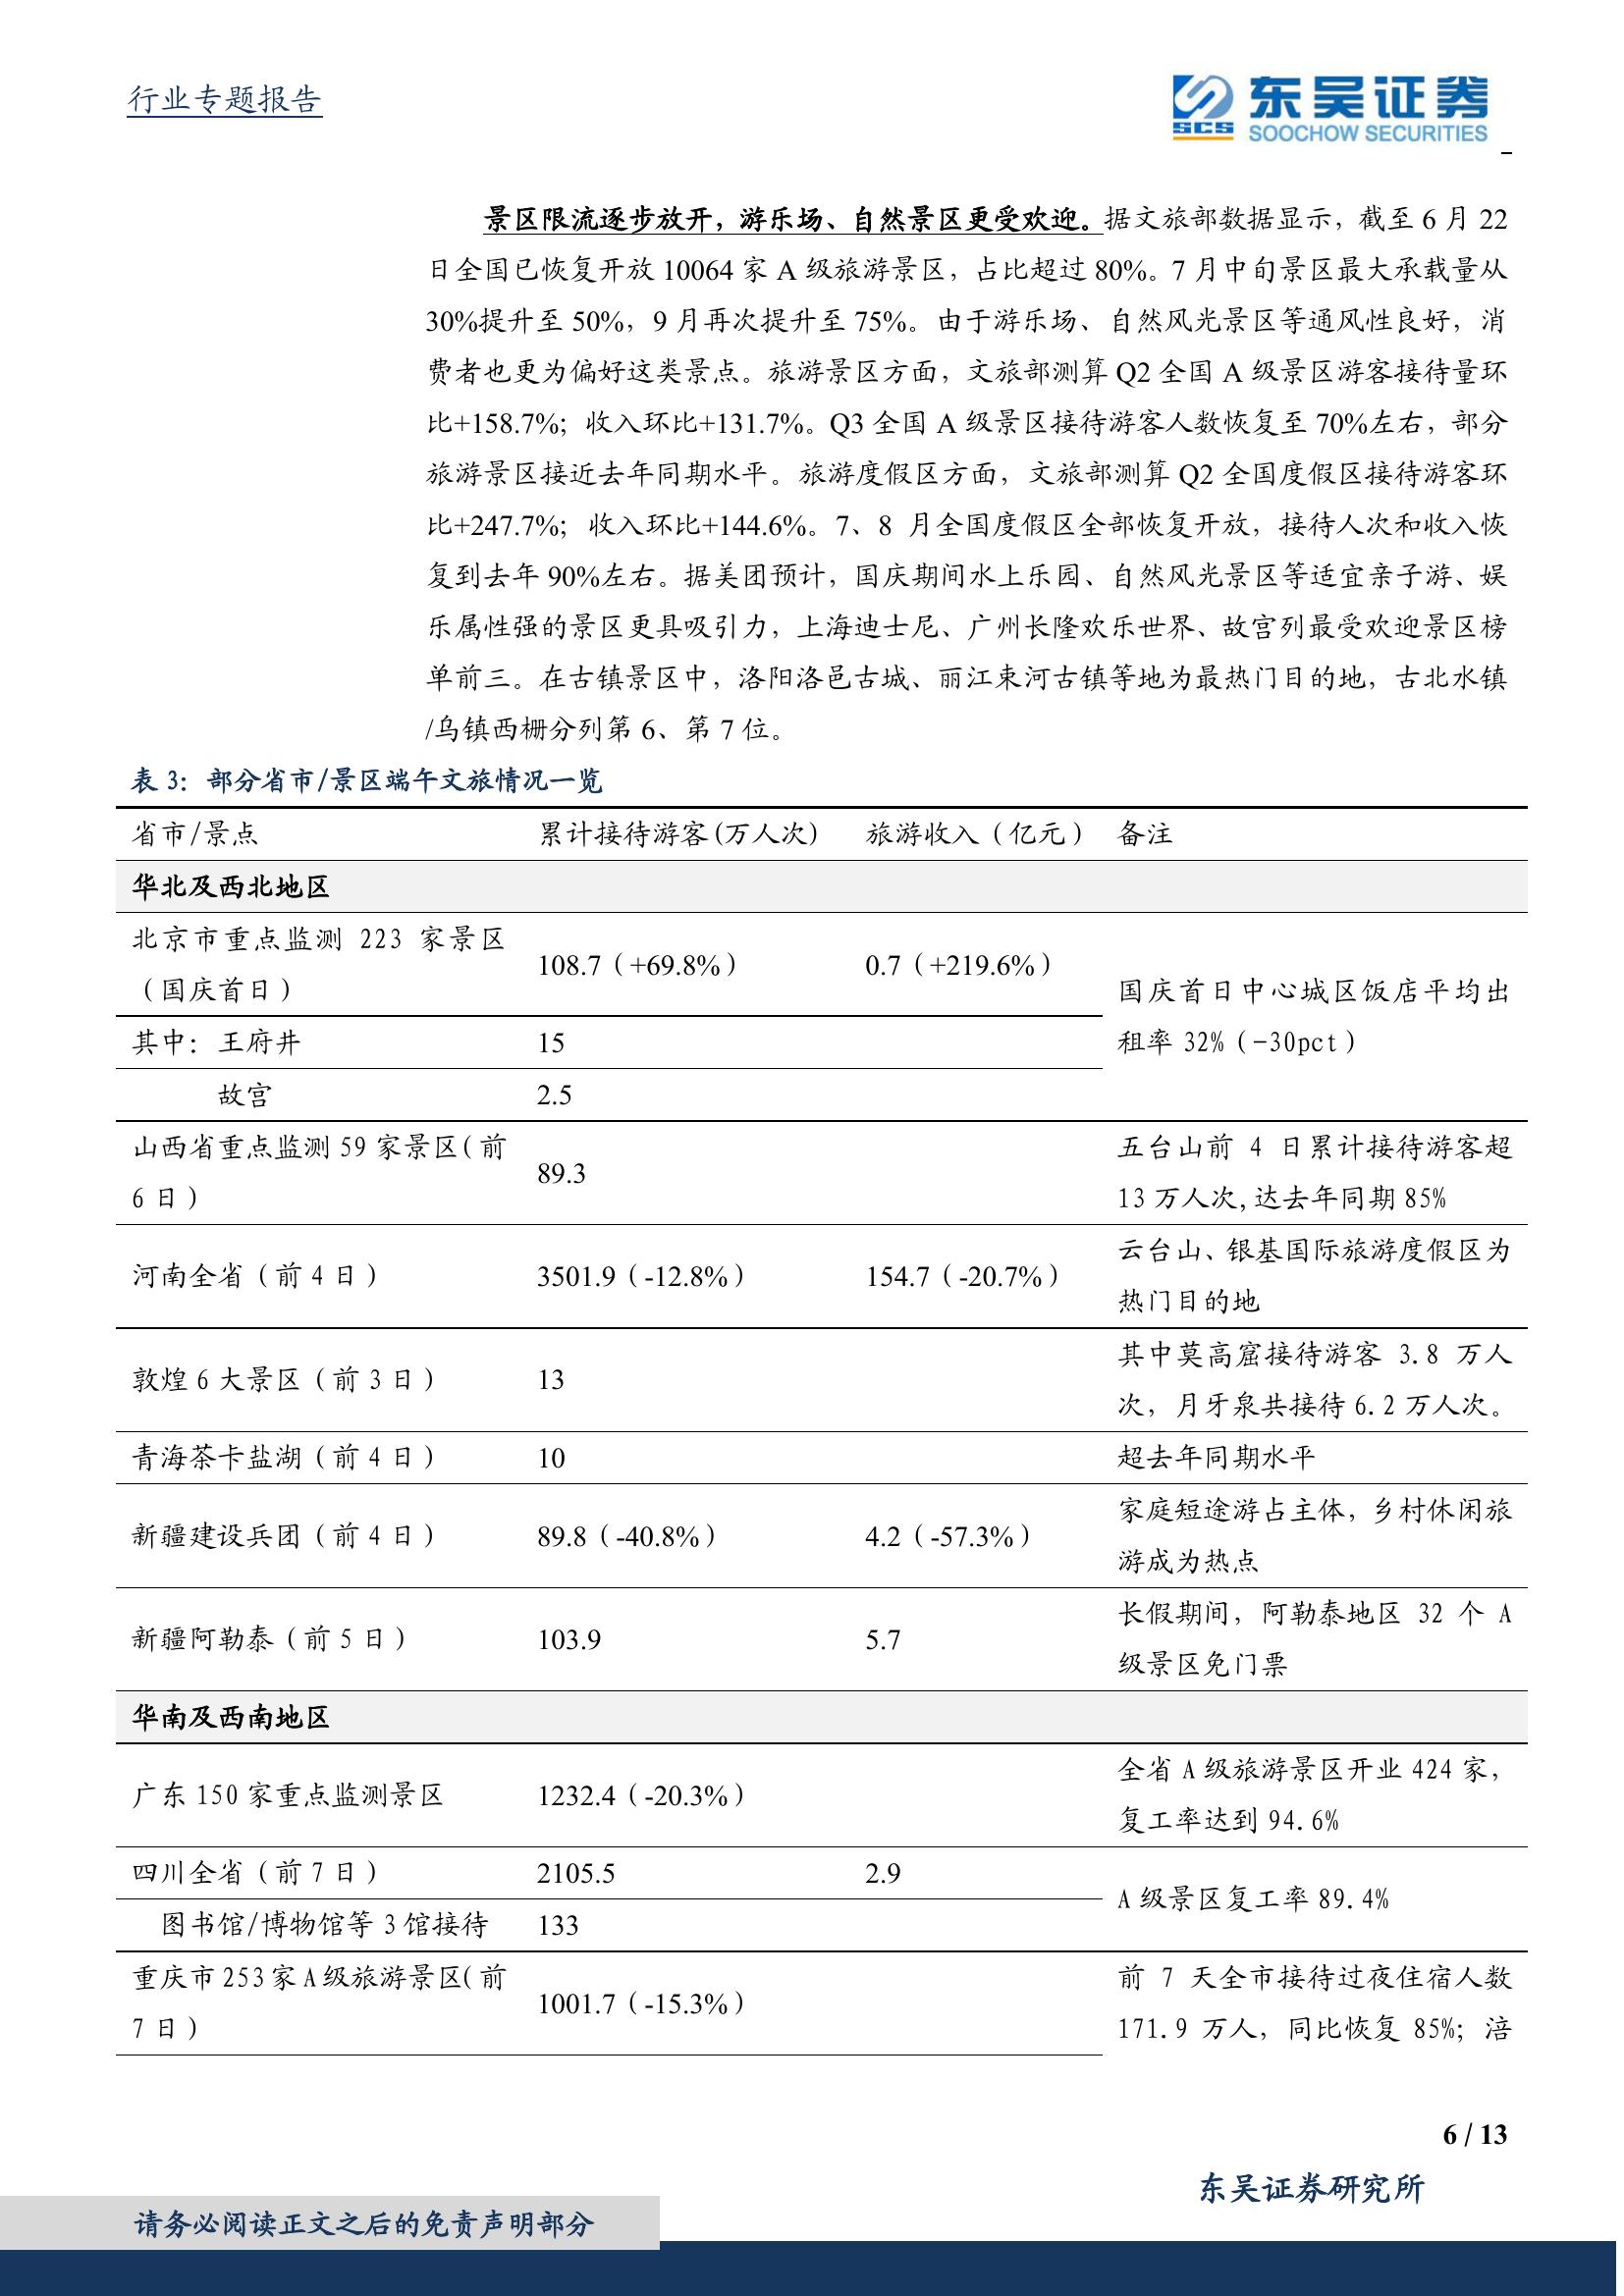 行业专题报告
东吴证券
SCS
SOOCHOW SECURITIES
景区限流逐步放开，游乐场、自然景区更受欢迎。据文旅部数据显示，截至 6 月 22
日全国已恢复开放 10064 家 A 级旅游景区，占比超过 80%。7 月中旬景区最大承载量从
30%提升至 50%，9 月再次提升至 75%。由于游乐场、自然风光景区等通风性良好，消
费者也更为偏好这类景点。旅游景区方面，文旅部测算 Q2 全国 A 级景区游客接待量环
比+158.7%；收入环比+131.7%。Q3 全国 A 级景区接待游客人数恢复至 70%左右，部分
旅游景区接近去年同期水平。旅游度假区方面，文旅部测算 Q2 全国度假区接待游客环
比+247.7%；收入环比+144.6%。7、8 月全国度假区全部恢复开放，接待人次和收入恢
复到去年 90%左右。据美团预计，国庆期间水上乐园、自然风光景区等适宜亲子游、娱
乐属性强的景区更具吸引力，上海迪士尼、广州长隆欢乐世界、故宫列最受欢迎景区榜
单前三。在古镇景区中，洛阳洛邑古城、丽江束河古镇等地为最热门目的地，古北水镇
/乌镇西栅分列第 6、第 7 位。
表 3：部分省市/景区端午文旅情况一览
省市/景点 累计接待游客(万人次) 旅游收入（亿元） 备注
华北及西北地区
北京市重点监测 223 家景区
（国庆首日）
108.7（+69.8%） 0.7（+219.6%）
国庆首日中心城区饭店平均出
租率 32%（-30pct）
其中：王府井 15
故宫 2.5
山西省重点监测 59 家景区（前
6 日）
89.3
五台山前 4 日累计接待游客超
13 万人次,达去年同期 85%
河南全省（前 4 日） 3501.9（-12.8%） 154.7（-20.7%）
云台山、银基国际旅游度假区为
热门目的地
敦煌 6 大景区（前 3 日） 13
其中莫高窟接待游客 3.8 万人
次，月牙泉共接待 6.2 万人次。
青海茶卡盐湖（前 4 日） 10 超去年同期水平
新疆建设兵团（前 4 日） 89.8（-40.8%） 4.2（-57.3%）
家庭短途游占主体，乡村休闲旅
游成为热点
新疆阿勒泰（前 5 日） 103.9 5.7
长假期间，阿勒泰地区 32 个 A
级景区免门票
华南及西南地区
广东 150 家重点监测景区 1232.4（-20.3%）
全省 A 级旅游景区开业 424 家，
复工率达到 94.6%
四川全省（前 7 日） 2105.5 2.9
A 级景区复工率 89.4%
图书馆/博物馆等 3 馆接待 133
重庆市 253 家 A 级旅游景区（前
7 日）
1001.7（-15.3%）
前 7 天全市接待过夜住宿人数
171.9 万人，同比恢复 85%；涪
6 / 13
东吴证券研究所
请务必阅读正文之后的免责声明部分